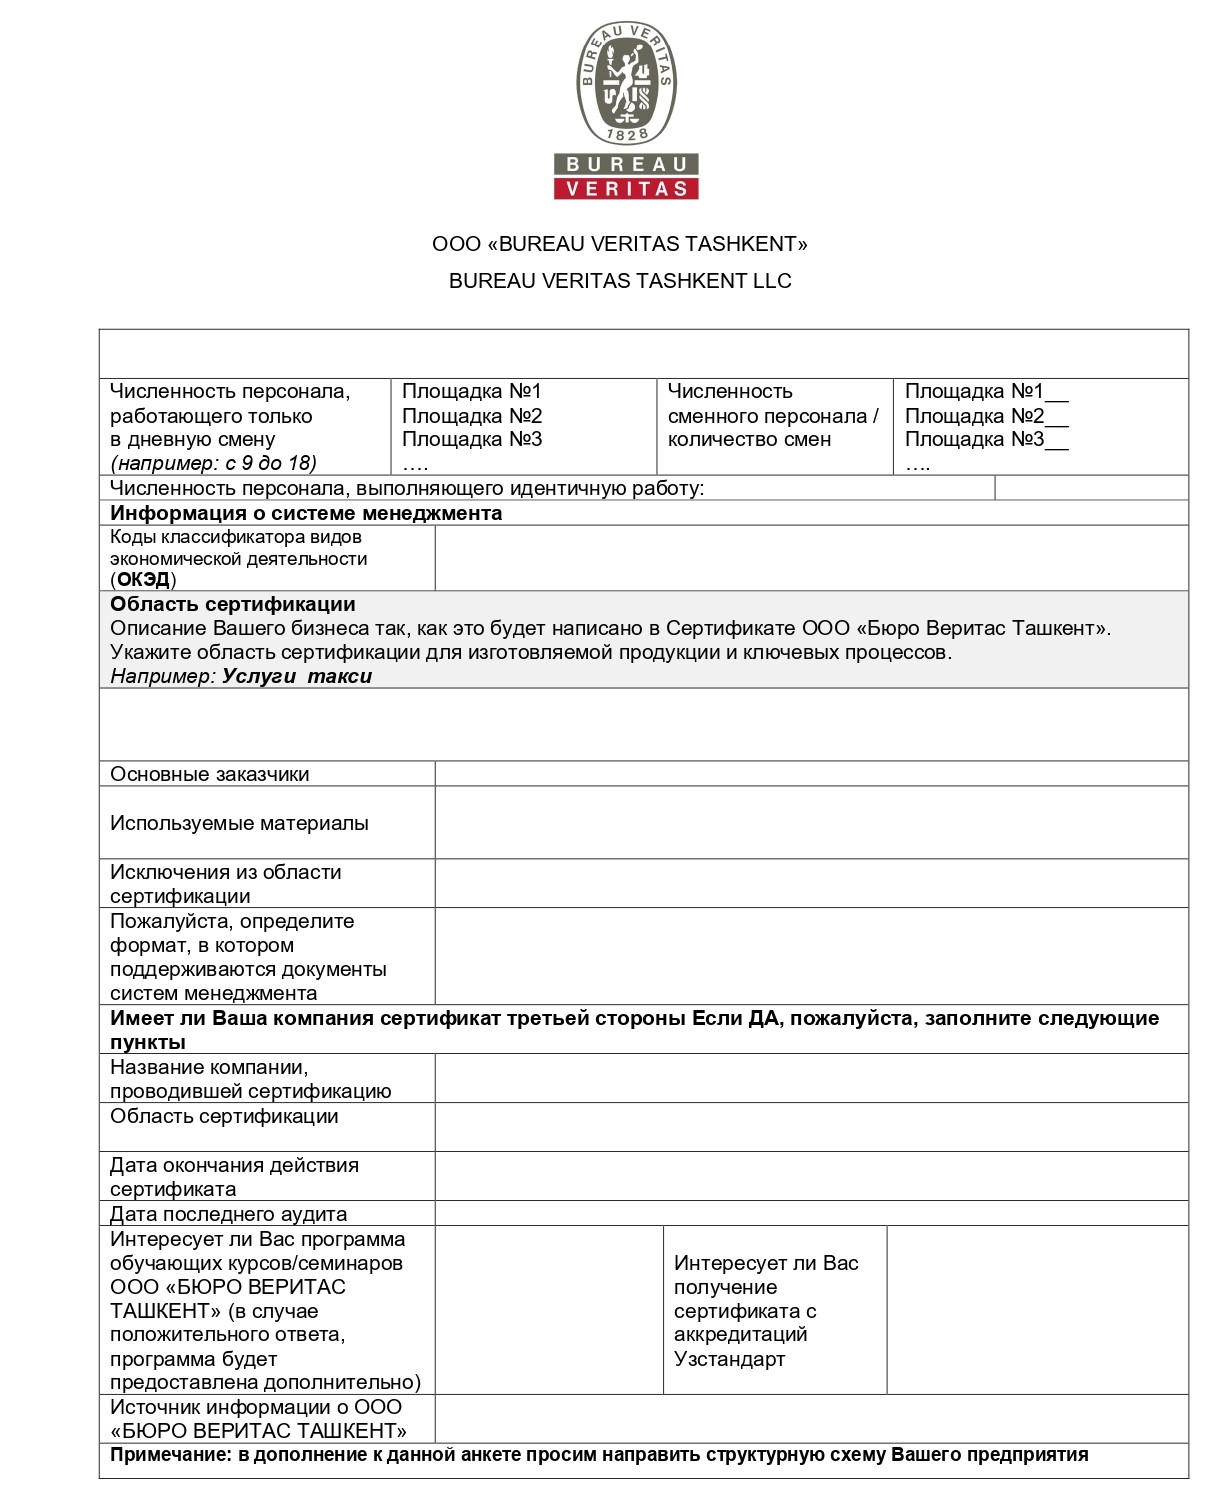 BUREAU VERITAS
1828
BUREAU
VERITAS
ООО «BUREAU VERITAS TASHKENT»
BUREAU VERITAS TASHKENT LLC
Численность персонала,
работающего только
в дневную смену
(например: с 9 до 18)
Площадка №1
Площадка №2
Площадка №3
….
Численность
сменного персонала /
количество смен
Площадка №1__
Площадка №2__
Площадка №3__
….
Численность персонала, выполняющего идентичную работу:
Информация о системе менеджмента
Коды классификатора видов
экономической деятельности
(ОКЭД)
Область сертификации
Описание Вашего бизнеса так, как это будет написано в Сертификате ООО «Бюро Веритас Ташкент».
Укажите область сертификации для изготовляемой продукции и ключевых процессов.
Например: Услуги такси
Основные заказчики
Используемые материалы
Исключения из области
сертификации
Пожалуйста, определите
формат, в котором
поддерживаются документы
систем менеджмента
Имеет ли Ваша компания сертификат третьей стороны Если ДА, пожалуйста, заполните следующие
пункты
Название компании,
проводившей сертификацию
Область сертификации
Дата окончания действия
сертификата
Дата последнего аудита
Интересует ли Вас программа
обучающих курсов/семинаров
ООО «БЮРО ВЕРИТАС
ТАШКЕНТ» (в случае
положительного ответа,
программа будет
предоставлена дополнительно)
Интересует ли Вас
получение
сертификата с
аккредитаций
Узстандарт
Источник информации о ООО
«БЮРО ВЕРИТАС ТАШКЕНТ»
Примечание: в дополнение к данной анкете просим направить структурную схему Вашего предприятия